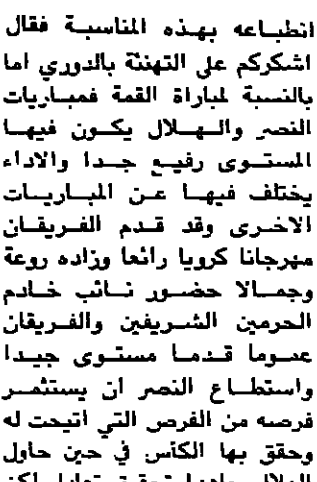 انطباعه بهذه المناسبة فقال
اشكركم على التهنئة بالدوري اما
بالنسبة لمباراة القمة فمباريات
النصر والهلال يكون فيها
المستوى رفيع جدا والاداء
يختلف فيها عن المباريات
الاخرى وقد قدم الفريقان
مهرجانا كرويا رائعا وزاده روعة
وجمالا حضور نائب خادم
الحرمين الشريفين والفريقان
عموما قدما مستوى جيدا
واستطاع النصر ان يستثمر
فرصه من الفرص التي اتيحت له
وحقق بها الكأس في حين حاول
الهلال